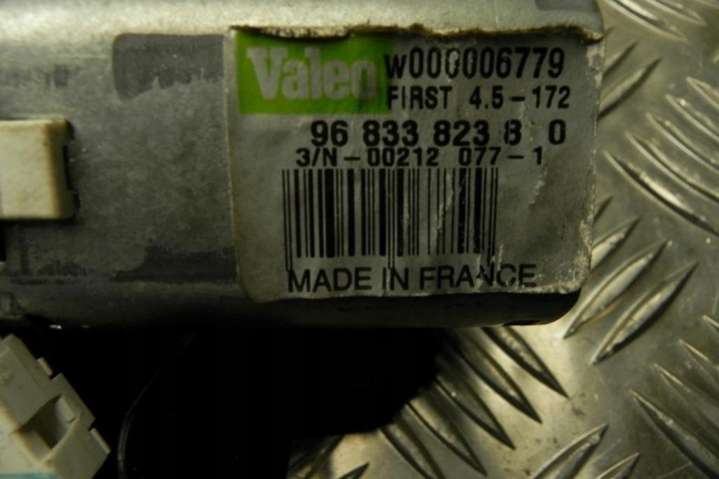 Valeo W000006779
FIRST 4.5-172
96 833 823 8 0
3/N-00212 077-1
MADE IN FRANCE